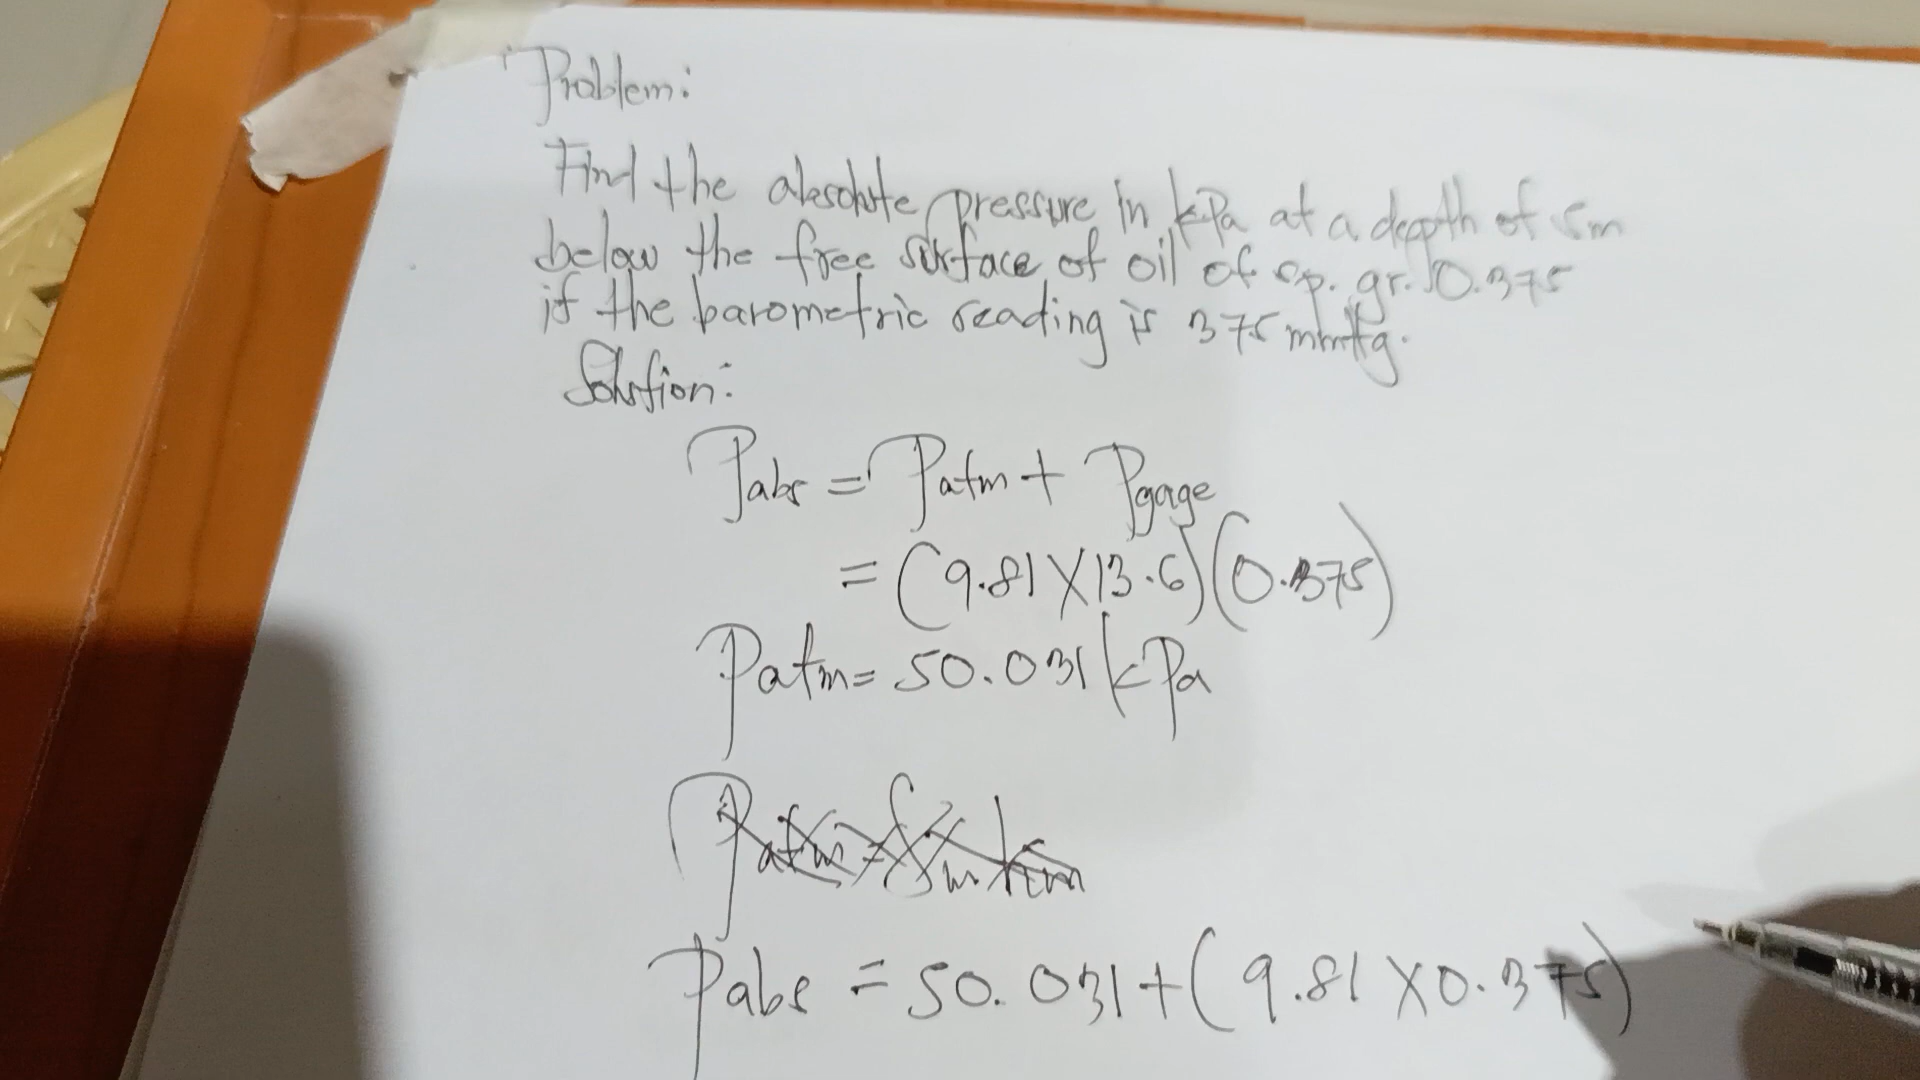 Problem:
Find the absolute pressure in kPa at a depth of 5m
below the free surface of oil of sp. gr. 0.375
if the barometric reading is 375 mmHg.
Solution:
Pabs = Patm + Pgage
= (9.81 X 13.6)(0.375)
Patm = 50.031 kPa
Pabs = 50.031 + (9.81 X 0.375)